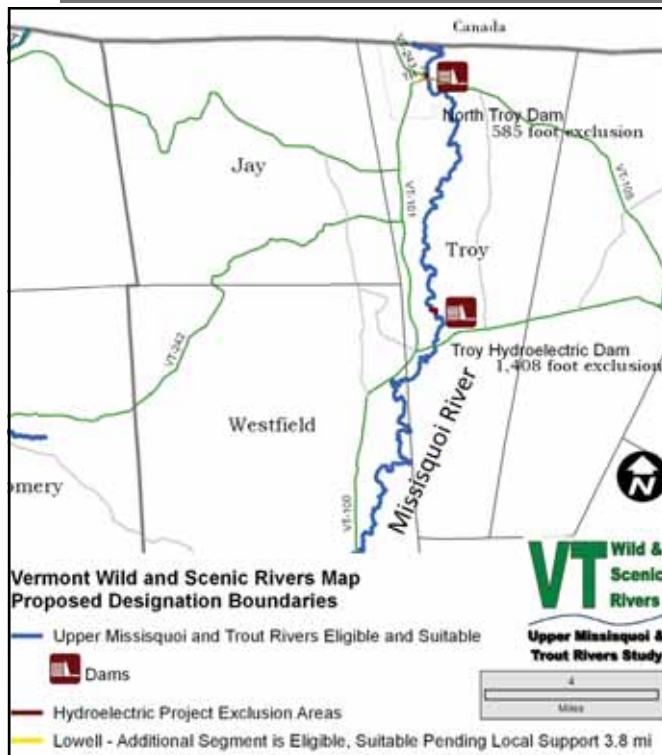 Canada
VT-243
North Troy Dam
585 foot exclusion
Jay
VT-101
VT-105
Troy
VT-242
Troy Hydroelectric Dam
1,408 foot exclusion
Westfield
Missisquoi River
omery
VT-100
N
Vermont Wild and Scenic Rivers Map
Proposed Designation Boundaries
Upper Missisquoi and Trout Rivers Eligible and Suitable
Dams
Hydroelectric Project Exclusion Areas
Lowell - Additional Segment is Eligible, Suitable Pending Local Support 3.8 mi
VT Wild &
Scenic
Rivers
Upper Missisquoi &
Trout Rivers Study
4
Miles